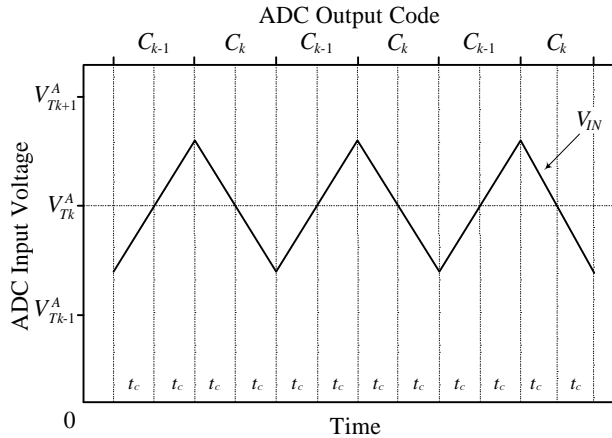 ADC Output Code
C_{k-1} C_k C_{k-1} C_k C_{k-1} C_k
V^A_{Tk+1}
V_{IN}
V^A_{Tk}
ADC Input Voltage
V^A_{Tk-1}
t_c t_c t_c t_c t_c t_c t_c t_c t_c t_c t_c t_c
0
Time